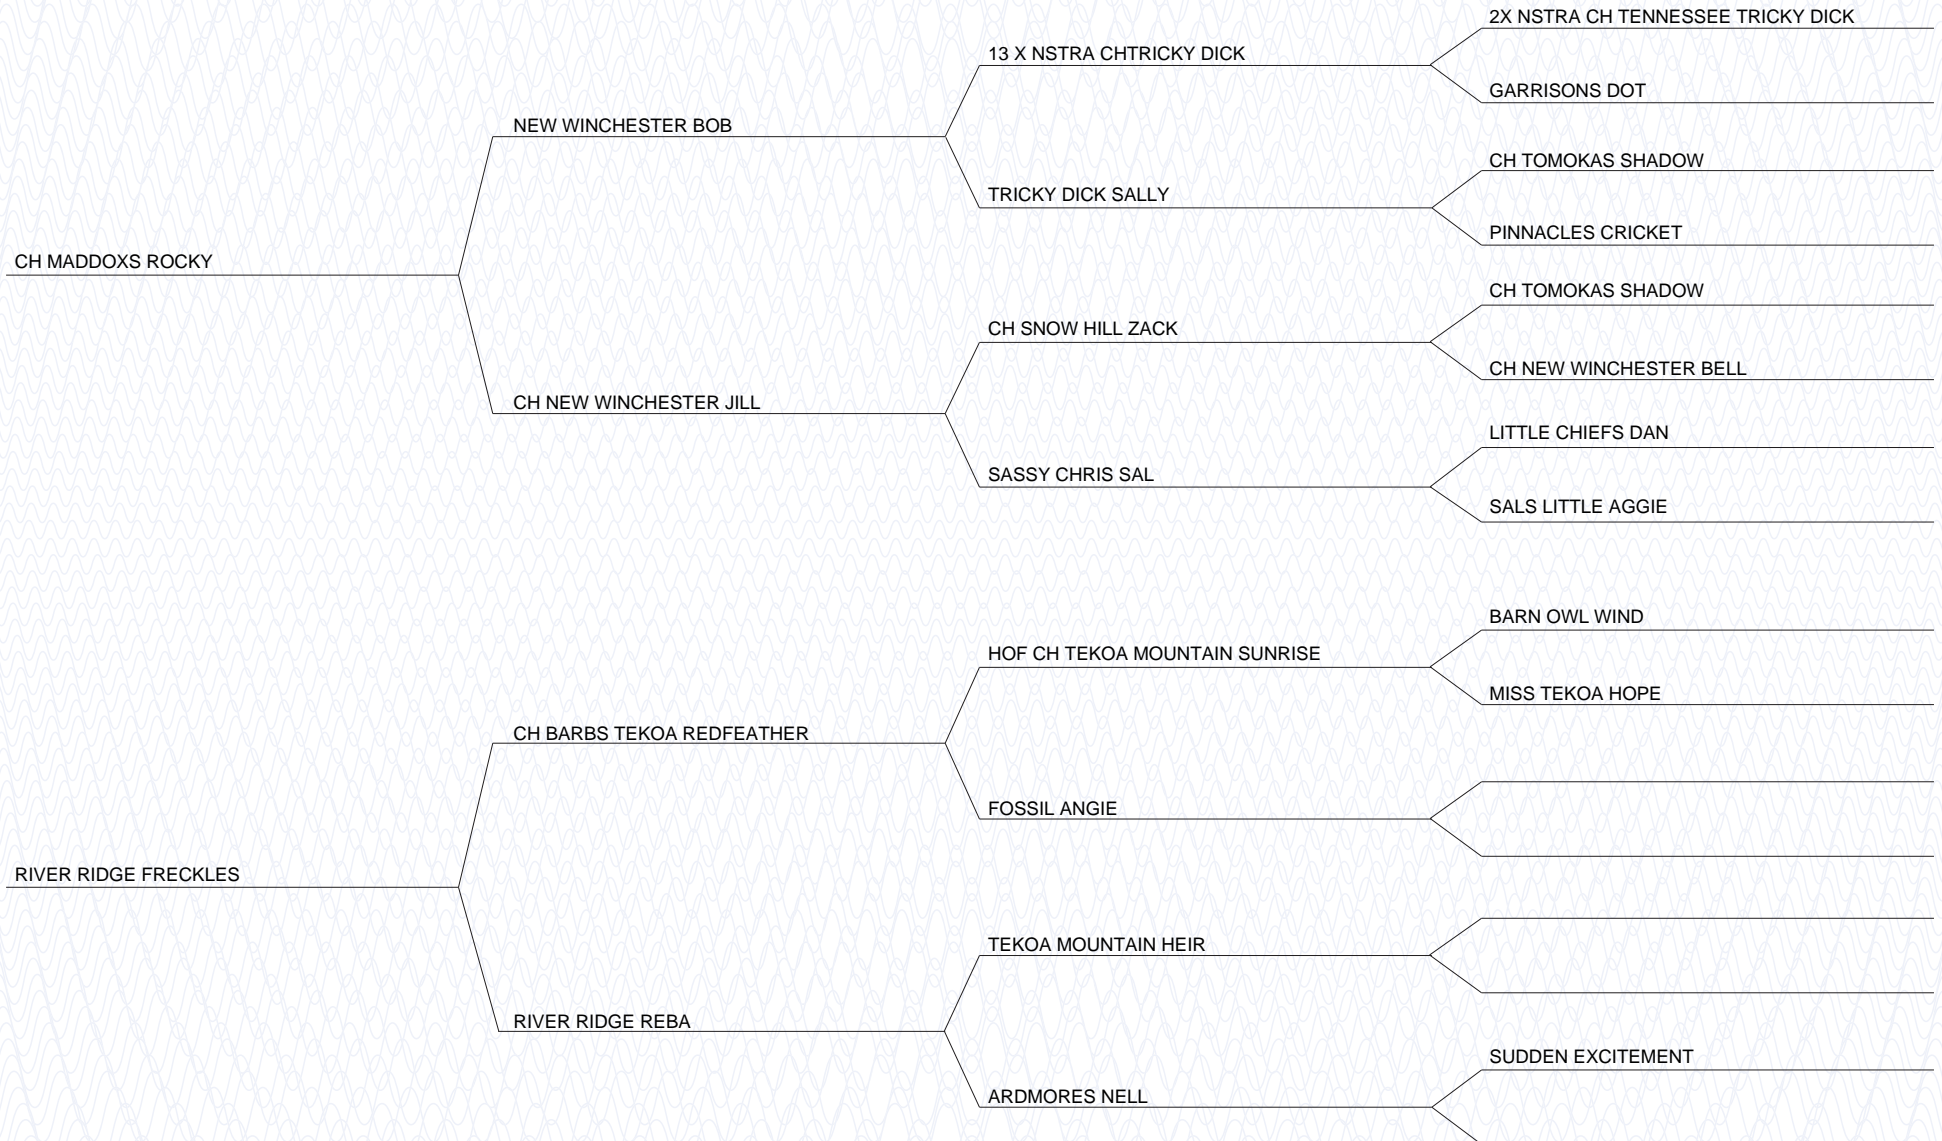 2X NSTRA CH TENNESSEE TRICKY DICK
13 X NSTRA CHTRICKY DICK
GARRISONS DOT
NEW WINCHESTER BOB
CH TOMOKAS SHADOW
TRICKY DICK SALLY
PINNACLES CRICKET
CH MADDOXS ROCKY
CH TOMOKAS SHADOW
CH SNOW HILL ZACK
CH NEW WINCHESTER BELL
CH NEW WINCHESTER JILL
LITTLE CHIEFS DAN
SASSY CHRIS SAL
SALS LITTLE AGGIE
BARN OWL WIND
HOF CH TEKOA MOUNTAIN SUNRISE
MISS TEKOA HOPE
CH BARBS TEKOA REDFEATHER
FOSSIL ANGIE
RIVER RIDGE FRECKLES
TEKOA MOUNTAIN HEIR
RIVER RIDGE REBA
SUDDEN EXCITEMENT
ARDMORES NELL